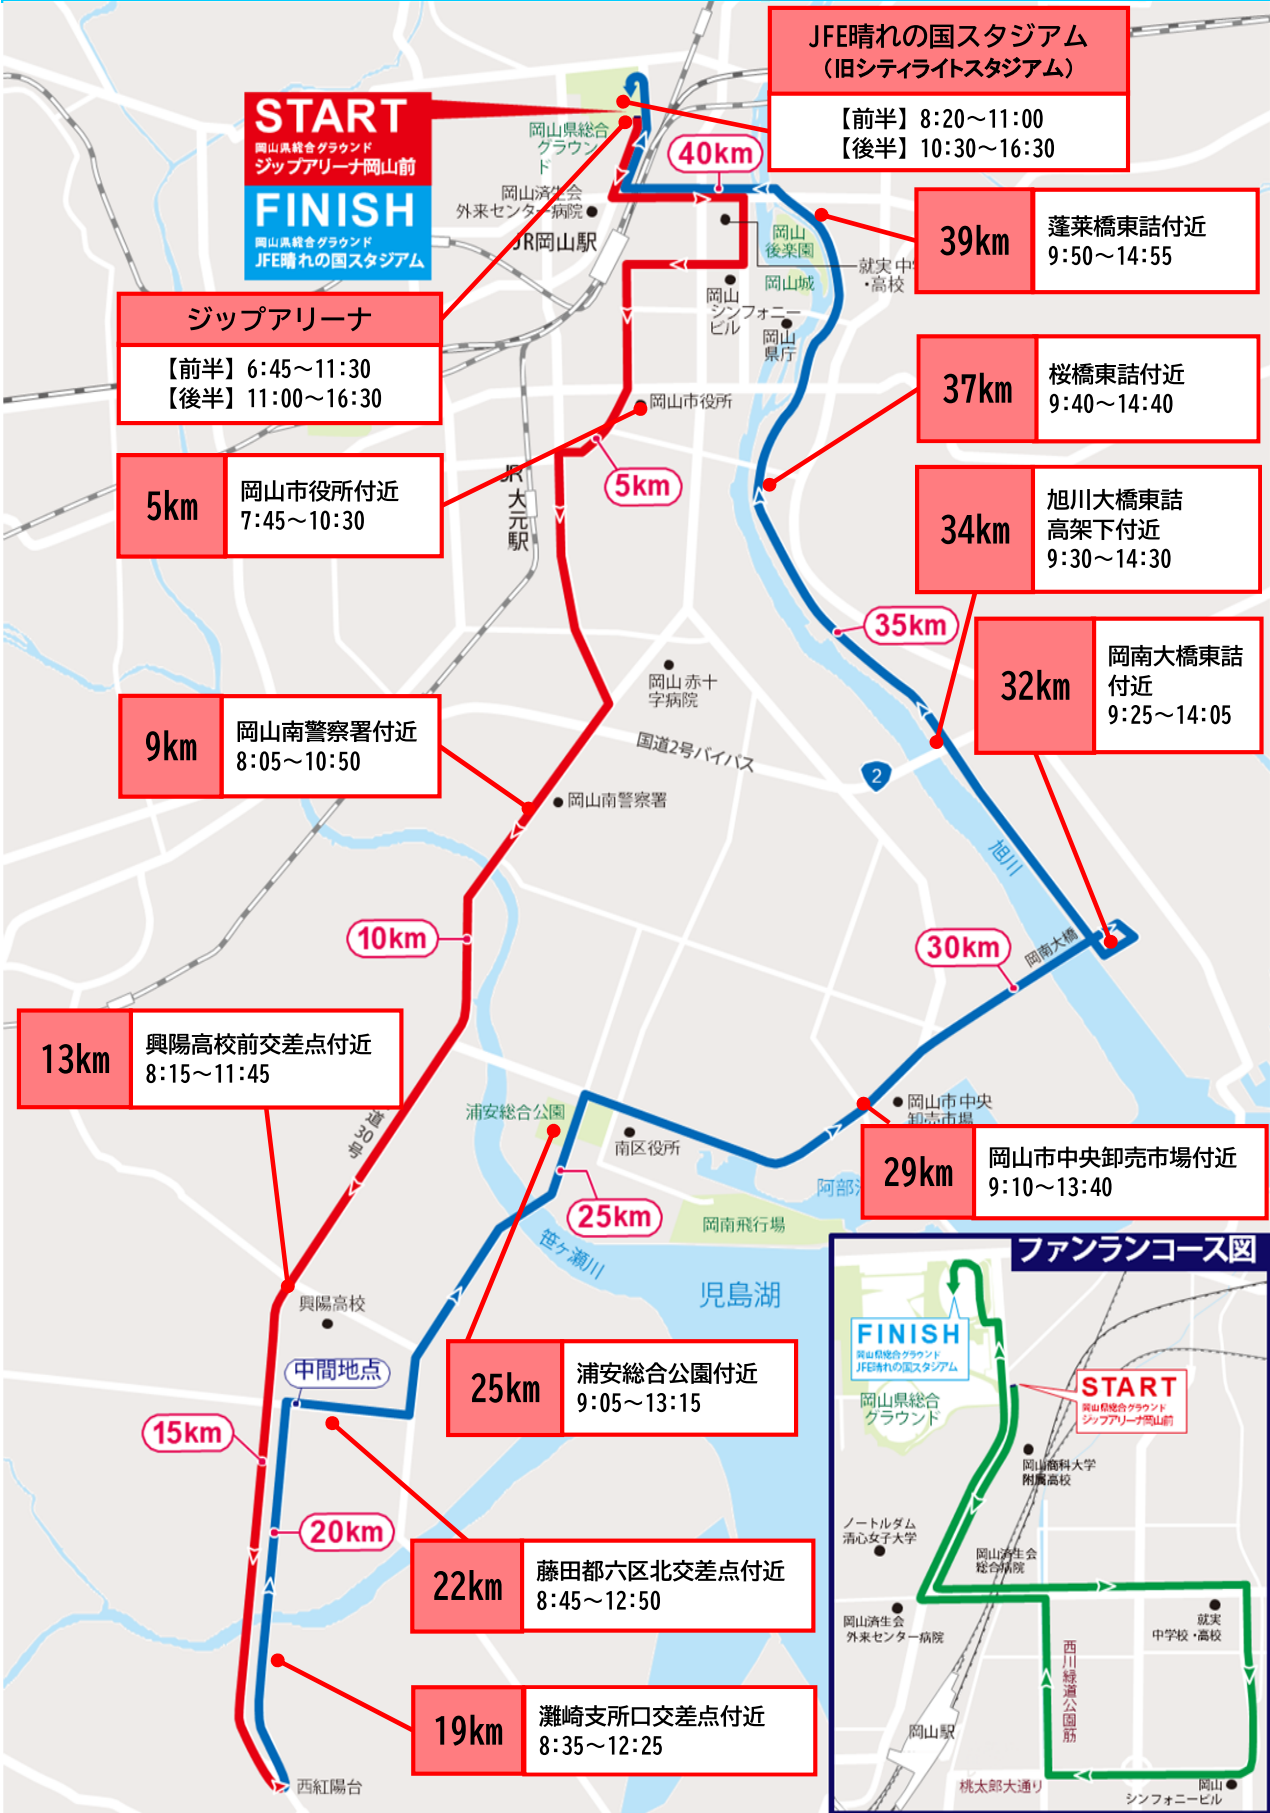 JFE晴れの国スタジアム
（旧シティライトスタジアム）
【前半】8:20～11:00
【後半】10:30～16:30
START
岡山県総合グラウンド
ジップアリーナ岡山前
FINISH
岡山県総合グラウンド
JFE晴れの国スタジアム
岡山県総合
グラウン
ド
40km
岡山済生会
外来センター病院
JR岡山駅
岡山
後楽園
39km
蓬莱橋東詰付近
9:50～14:55
就実中
・高校
岡山城
岡山
シンフォニー
ビル
岡山
県庁
ジップアリーナ
【前半】6:45～11:30
【後半】11:00～16:30
37km
桜橋東詰付近
9:40～14:40
岡山市役所
5km
岡山市役所付近
7:45～10:30
JR
大元駅
5km
34km
旭川大橋東詰
高架下付近
9:30～14:30
35km
32km
岡南大橋東詰
付近
9:25～14:05
岡山赤十
字病院
9km
岡山南警察署付近
8:05～10:50
国道2号バイパス
2
岡山南警察署
旭川
10km
30km
岡南大橋
13km
興陽高校前交差点付近
8:15～11:45
道30号
浦安総合公園
南区役所
岡山市中央
卸売市場
29km
岡山市中央卸売市場付近
9:10～13:40
阿部
25km
岡南飛行場
笹ヶ瀬川
児島湖
興陽高校
中間地点
25km
浦安総合公園付近
9:05～13:15
15km
20km
22km
藤田都六区北交差点付近
8:45～12:50
19km
灘崎支所口交差点付近
8:35～12:25
西紅陽台
ファンランコース図
FINISH
岡山県総合グラウンド
JFE晴れの国スタジアム
START
岡山県総合グラウンド
ジップアリーナ岡山前
岡山県総合
グラウンド
岡山商科大学
附属高校
ノートルダム
清心女子大学
岡山済生会
総合病院
岡山済生会
外来センター病院
就実
中学校・高校
西川緑道公園筋
岡山駅
桃太郎大通り
岡山
シンフォニービル